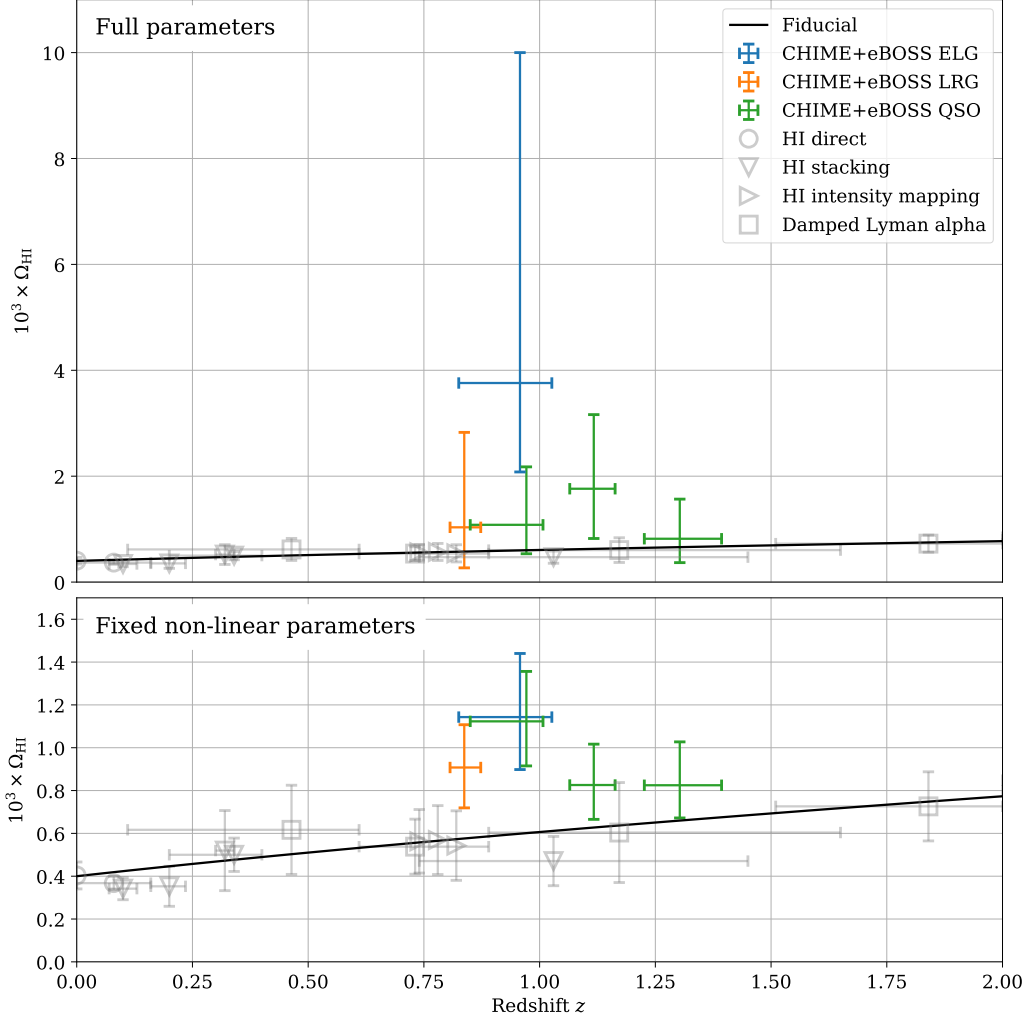 Full parameters
Fiducial
CHIME+eBOSS ELG
CHIME+eBOSS LRG
CHIME+eBOSS QSO
HI direct
HI stacking
HI intensity mapping
Damped Lyman alpha
10
8
6
4
2
0
10³ × Ω_HI
Fixed non-linear parameters
1.6
1.4
1.2
1.0
0.8
0.6
0.4
0.2
0.0
10³ × Ω_HI
0.00 0.25 0.50 0.75 1.00 1.25 1.50 1.75 2.00
Redshift z